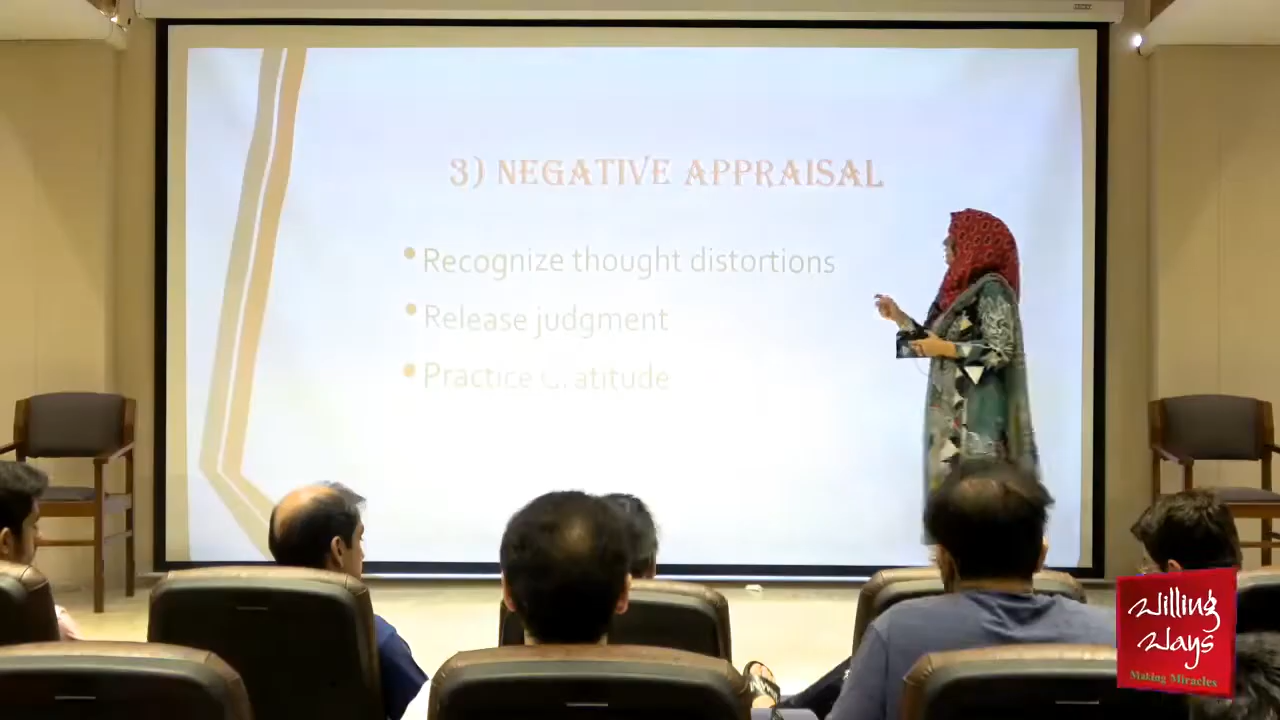 3) NEGATIVE APPRAISAL
• Recognize thought distortions
• Release judgment
• Practice
Willing
Ways
Making Miracles